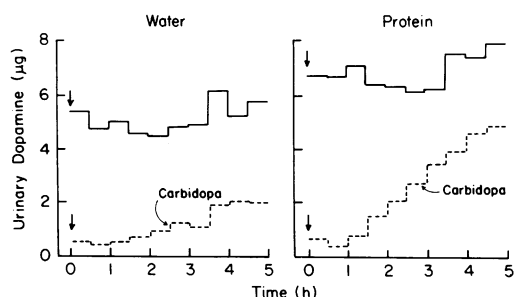 Water
Protein
Urinary Dopamine (µg)
8
6
4
2
0
Carbidopa
Carbidopa
0 1 2 3 4 5
0 1 2 3 4 5
Time (h)